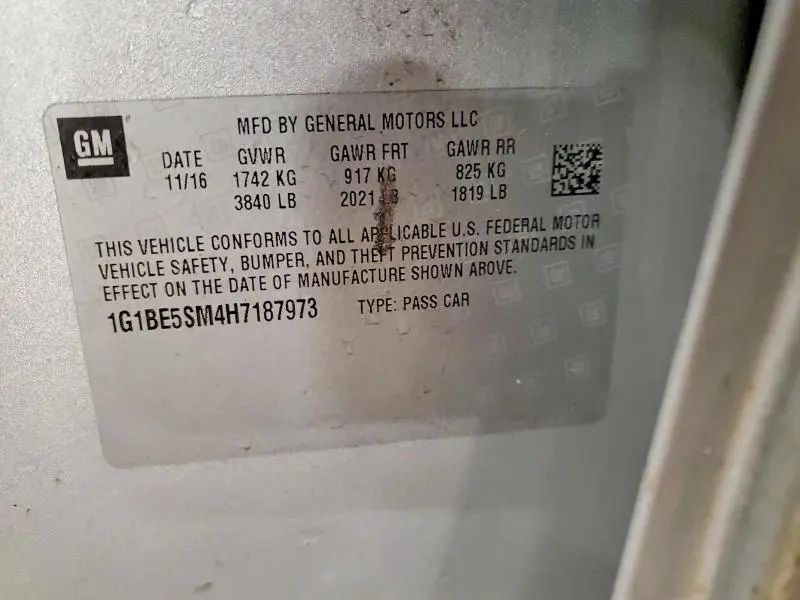 GM
MFD BY GENERAL MOTORS LLC
DATE GVWR GAWR FRT GAWR RR
11/16 1742 KG 917 KG 825 KG
3840 LB 2021 LB 1819 LB
THIS VEHICLE CONFORMS TO ALL APPLICABLE U.S. FEDERAL MOTOR
VEHICLE SAFETY, BUMPER, AND THEFT PREVENTION STANDARDS IN
EFFECT ON THE DATE OF MANUFACTURE SHOWN ABOVE.
1G1BE5SM4H7187973 TYPE: PASS CAR